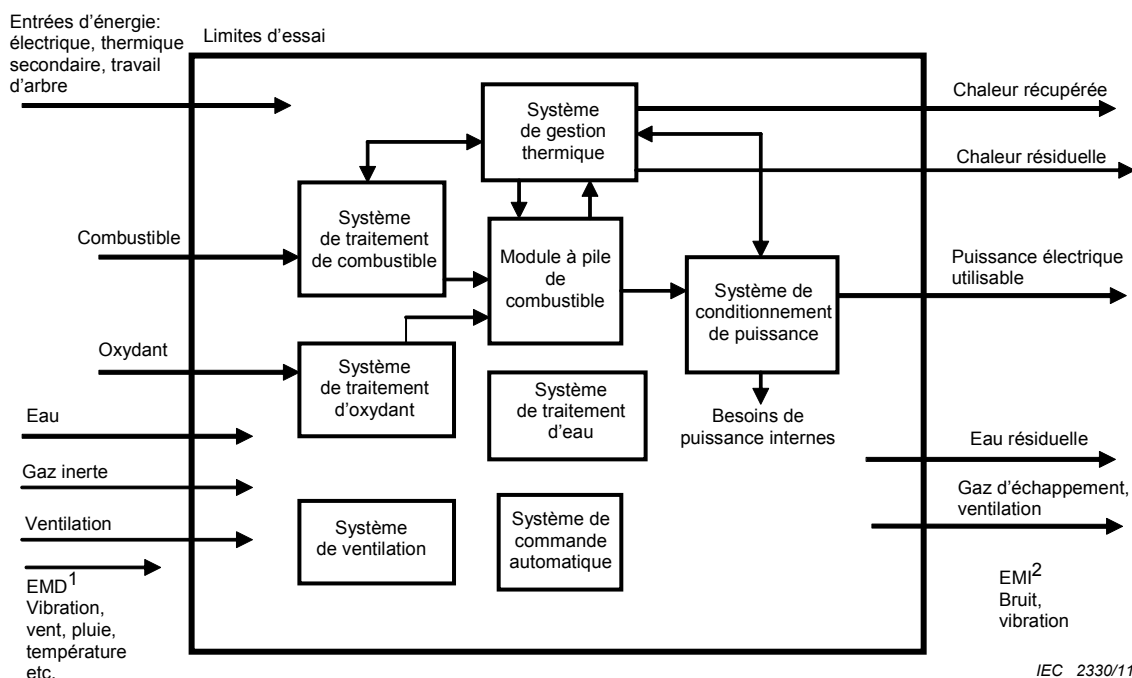 Entrées d'énergie:
électrique, thermique
secondaire, travail
d'arbre
Limites d'essai
Système
de gestion
thermique
Chaleur récupérée
Chaleur résiduelle
Combustible
Système
de traitement
de combustible
Module à pile
de
combustible
Système de
conditionnement
de puissance
Puissance électrique
utilisable
Oxydant
Système
de traitement
d'oxydant
Système
de traitement
d'eau
Besoins de
puissance internes
Eau
Gaz inerte
Ventilation
Système
de ventilation
Système de
commande
automatique
Eau résiduelle
Gaz d'échappement,
ventilation
EMD1
Vibration,
vent, pluie,
température
etc.
EMI2
Bruit,
vibration
IEC 2330/11